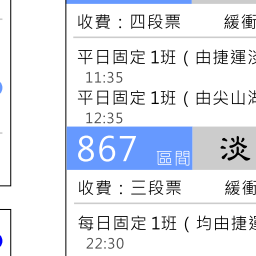 收費：四段票 緩衝
平日固定1班（由捷運淡
11:35
平日固定1班（由尖山湖
12:35
867 區間 淡
收費：三段票 緩衝
每日固定1班（均由捷運
22:30